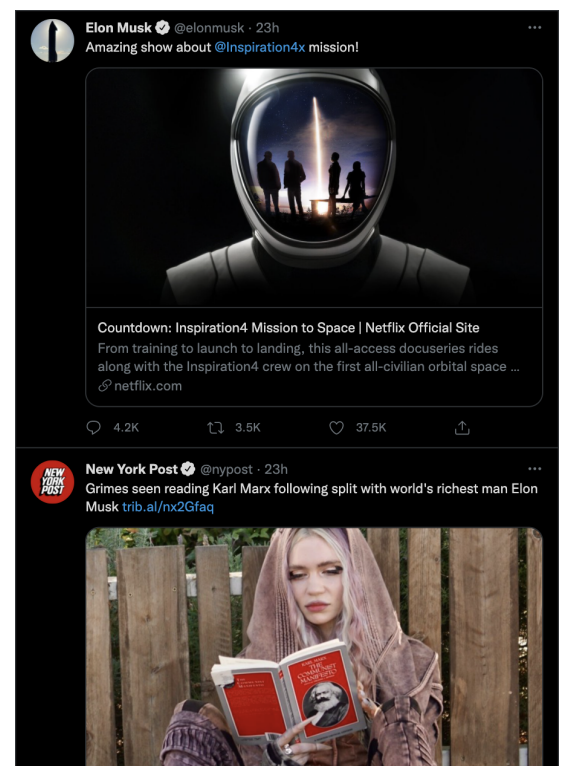 Elon Musk @elonmusk · 23h
Amazing show about @Inspiration4x mission!
Countdown: Inspiration4 Mission to Space | Netflix Official Site
From training to launch to landing, this all-access docuseries rides
along with the Inspiration4 crew on the first all-civilian orbital space ...
netflix.com
4.2K 3.5K 37.5K
NEW
YORK
POST
New York Post @nypost · 23h
Grimes seen reading Karl Marx following split with world's richest man Elon
Musk trib.al/nx2Gfaq
KARL MARX
THE
COMMUNIST
MANIFESTO